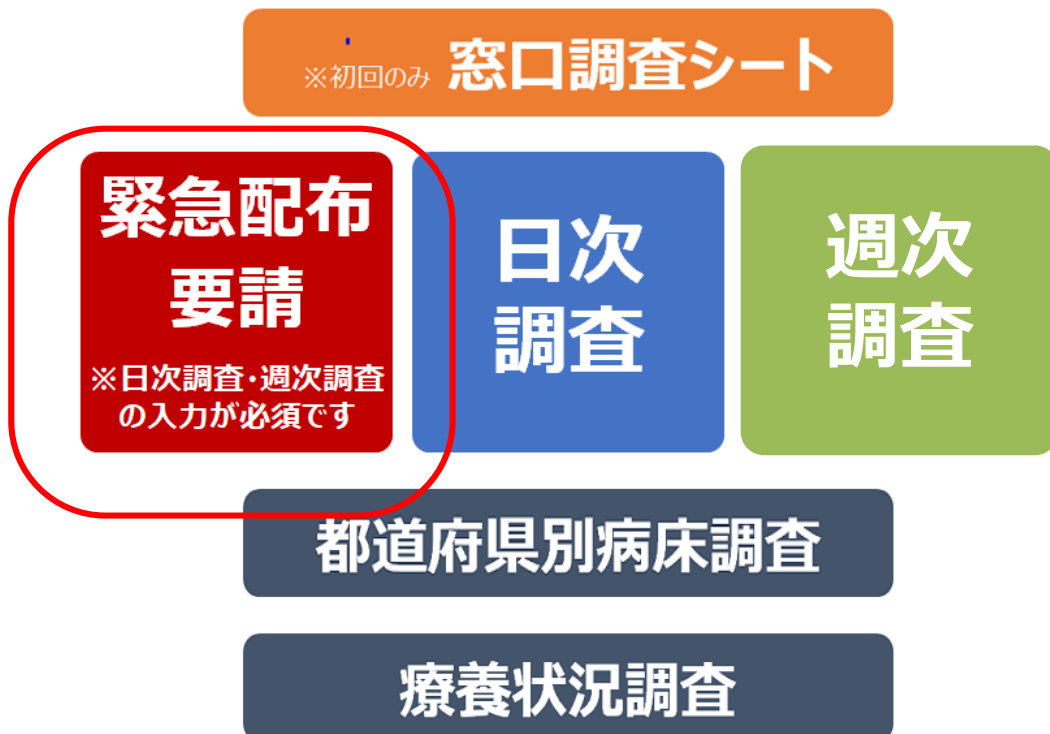 ※初回のみ 窓口調査シート
緊急配布
要請
※日次調査・週次調査
の入力が必須です
日次
調査
週次
調査
都道府県別病床調査
療養状況調査